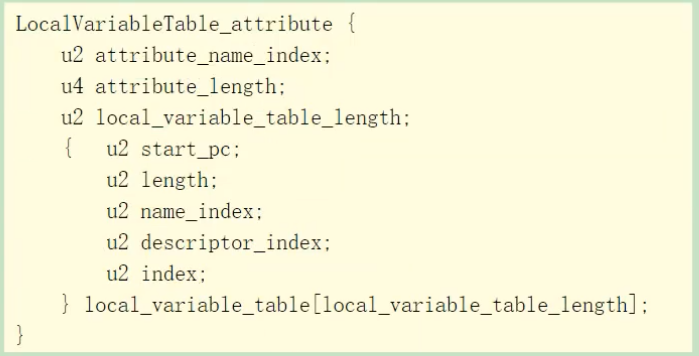 LocalVariableTable_attribute {
    u2 attribute_name_index;
    u4 attribute_length;
    u2 local_variable_table_length;
    {   u2 start_pc;
        u2 length;
        u2 name_index;
        u2 descriptor_index;
        u2 index;
    } local_variable_table[local_variable_table_length];
}